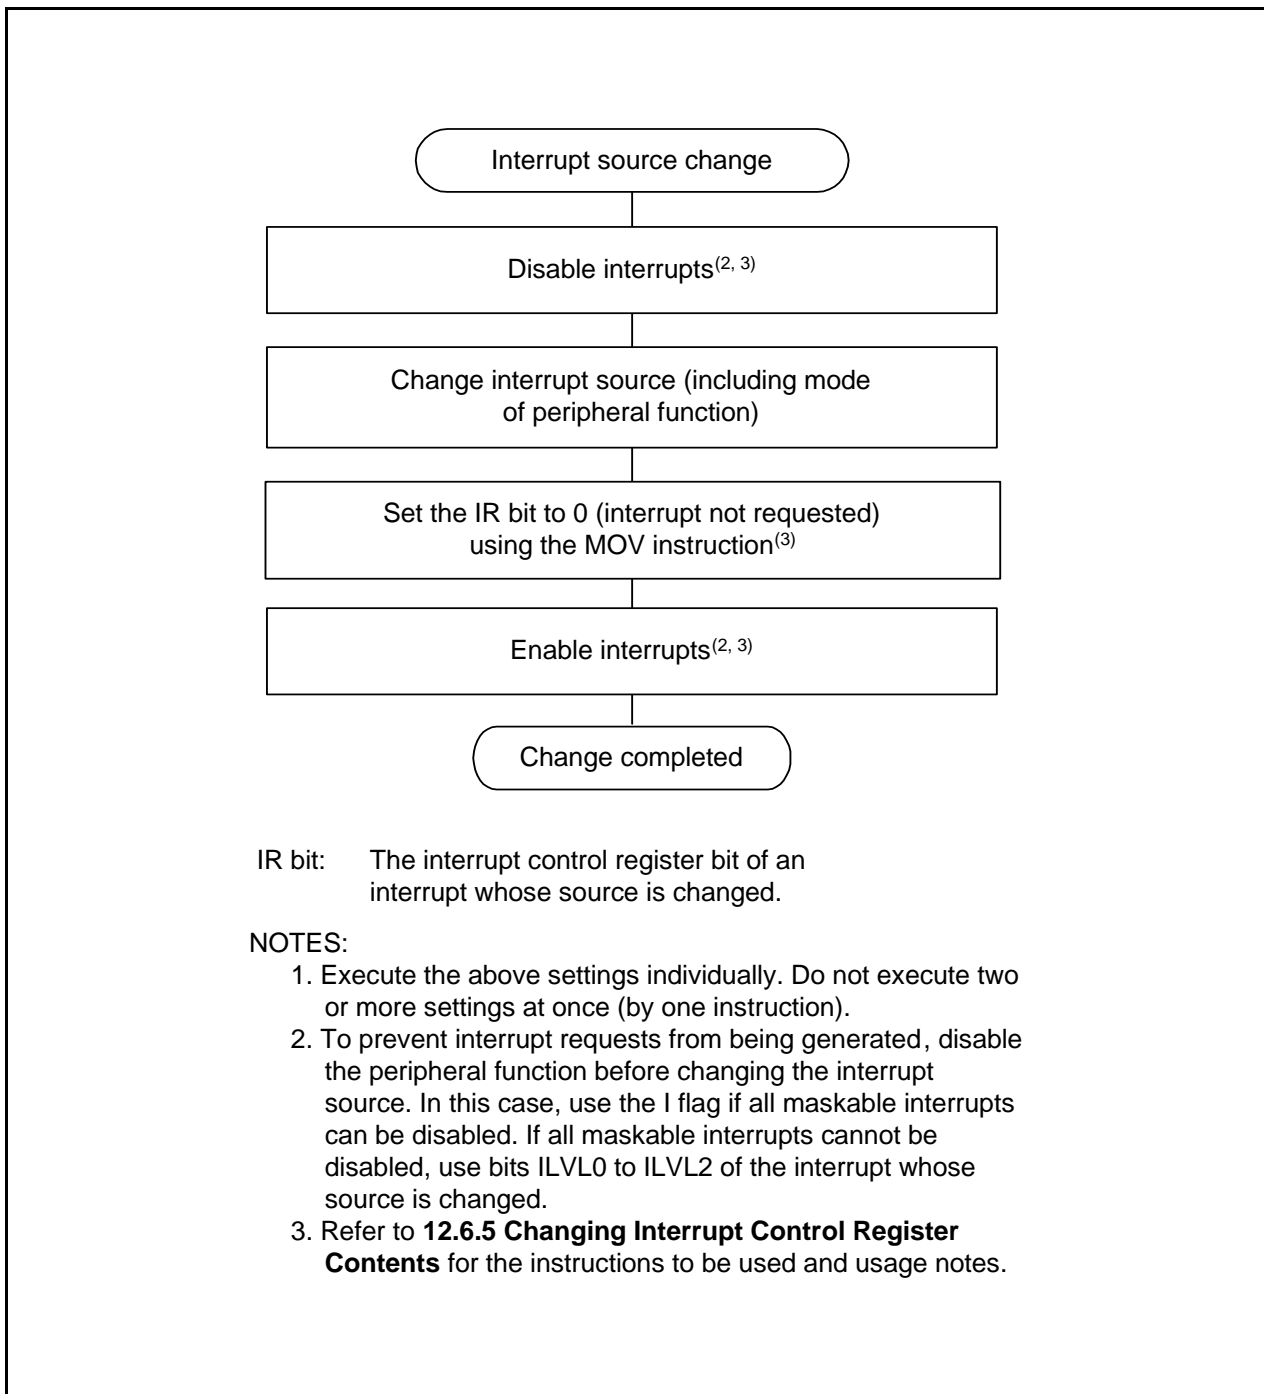 Interrupt source change
Disable interrupts(2, 3)
Change interrupt source (including mode
of peripheral function)
Set the IR bit to 0 (interrupt not requested)
using the MOV instruction(3)
Enable interrupts(2, 3)
Change completed
IR bit: The interrupt control register bit of an
interrupt whose source is changed.
NOTES:
1. Execute the above settings individually. Do not execute two
or more settings at once (by one instruction).
2. To prevent interrupt requests from being generated, disable
the peripheral function before changing the interrupt
source. In this case, use the I flag if all maskable interrupts
can be disabled. If all maskable interrupts cannot be
disabled, use bits ILVL0 to ILVL2 of the interrupt whose
source is changed.
3. Refer to 12.6.5 Changing Interrupt Control Register
Contents for the instructions to be used and usage notes.